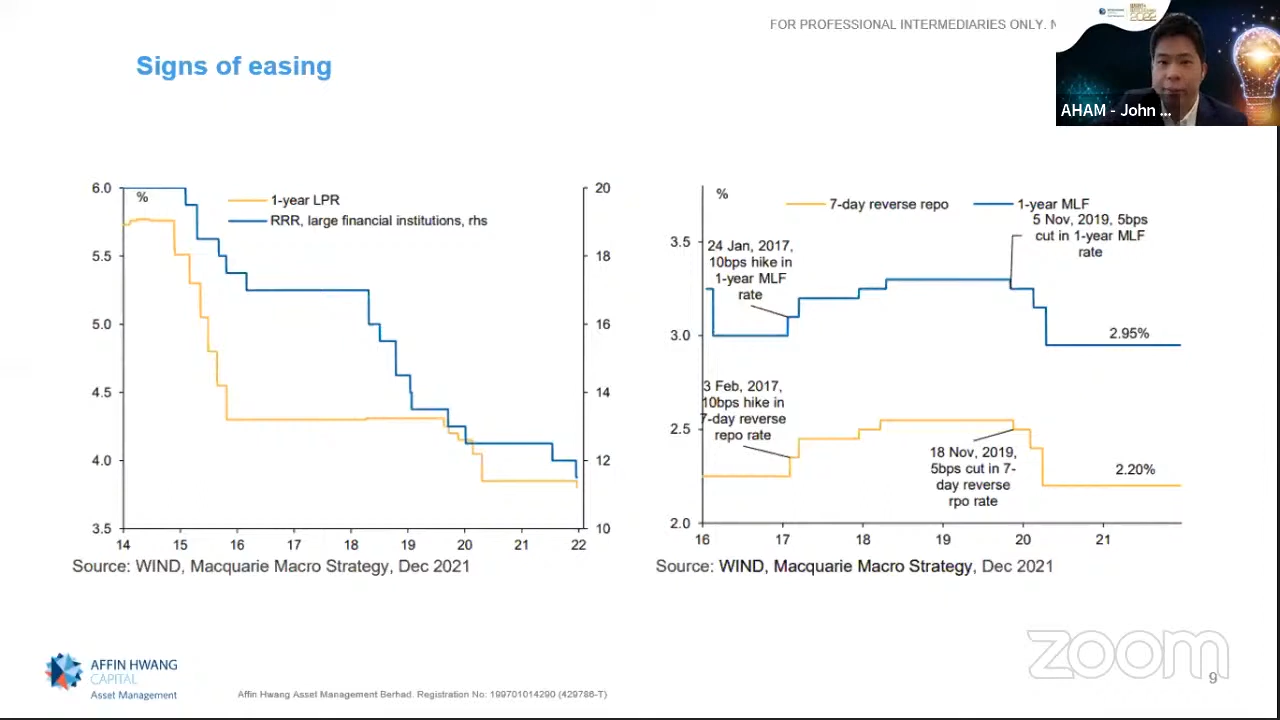 FOR PROFESSIONAL INTERMEDIARIES ONLY.
AHAM - John ...
Signs of easing
6.0
5.5
5.0
4.5
4.0
3.5
%
1-year LPR
RRR, large financial institutions, rhs
20
18
16
14
12
10
14 15 16 17 18 19 20 21 22
Source: WIND, Macquarie Macro Strategy, Dec 2021
%
7-day reverse repo
1-year MLF
3.5
3.0
2.5
2.0
24 Jan, 2017,
10bps hike in
1-year MLF
rate
5 Nov, 2019, 5bps
cut in 1-year MLF
rate
2.95%
3 Feb, 2017,
10bps hike in
7-day reverse
repo rate
18 Nov, 2019,
5bps cut in 7-
day reverse
rpo rate
2.20%
16 17 18 19 20 21
Source: WIND, Macquarie Macro Strategy, Dec 2021
AFFIN HWANG
CAPITAL
Asset Management
Affin Hwang Asset Management Berhad. Registration No: 199701014290 (429786-T)
zoom
9